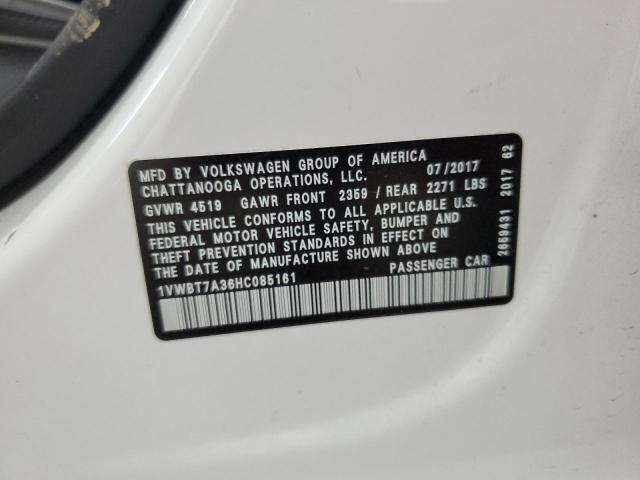 MFD BY VOLKSWAGEN GROUP OF AMERICA 07/2017
CHATTANOOGA OPERATIONS, LLC.
GVWR 4519 GAWR FRONT 2359 / REAR 2271 LBS
THIS VEHICLE CONFORMS TO ALL APPLICABLE U.S.
FEDERAL MOTOR VEHICLE SAFETY, BUMPER AND
THEFT PREVENTION STANDARDS IN EFFECT ON
THE DATE OF MANUFACTURE SHOWN ABOVE
1VWBT7A36HC085161 PASSENGER CAR
2659431 2017 62